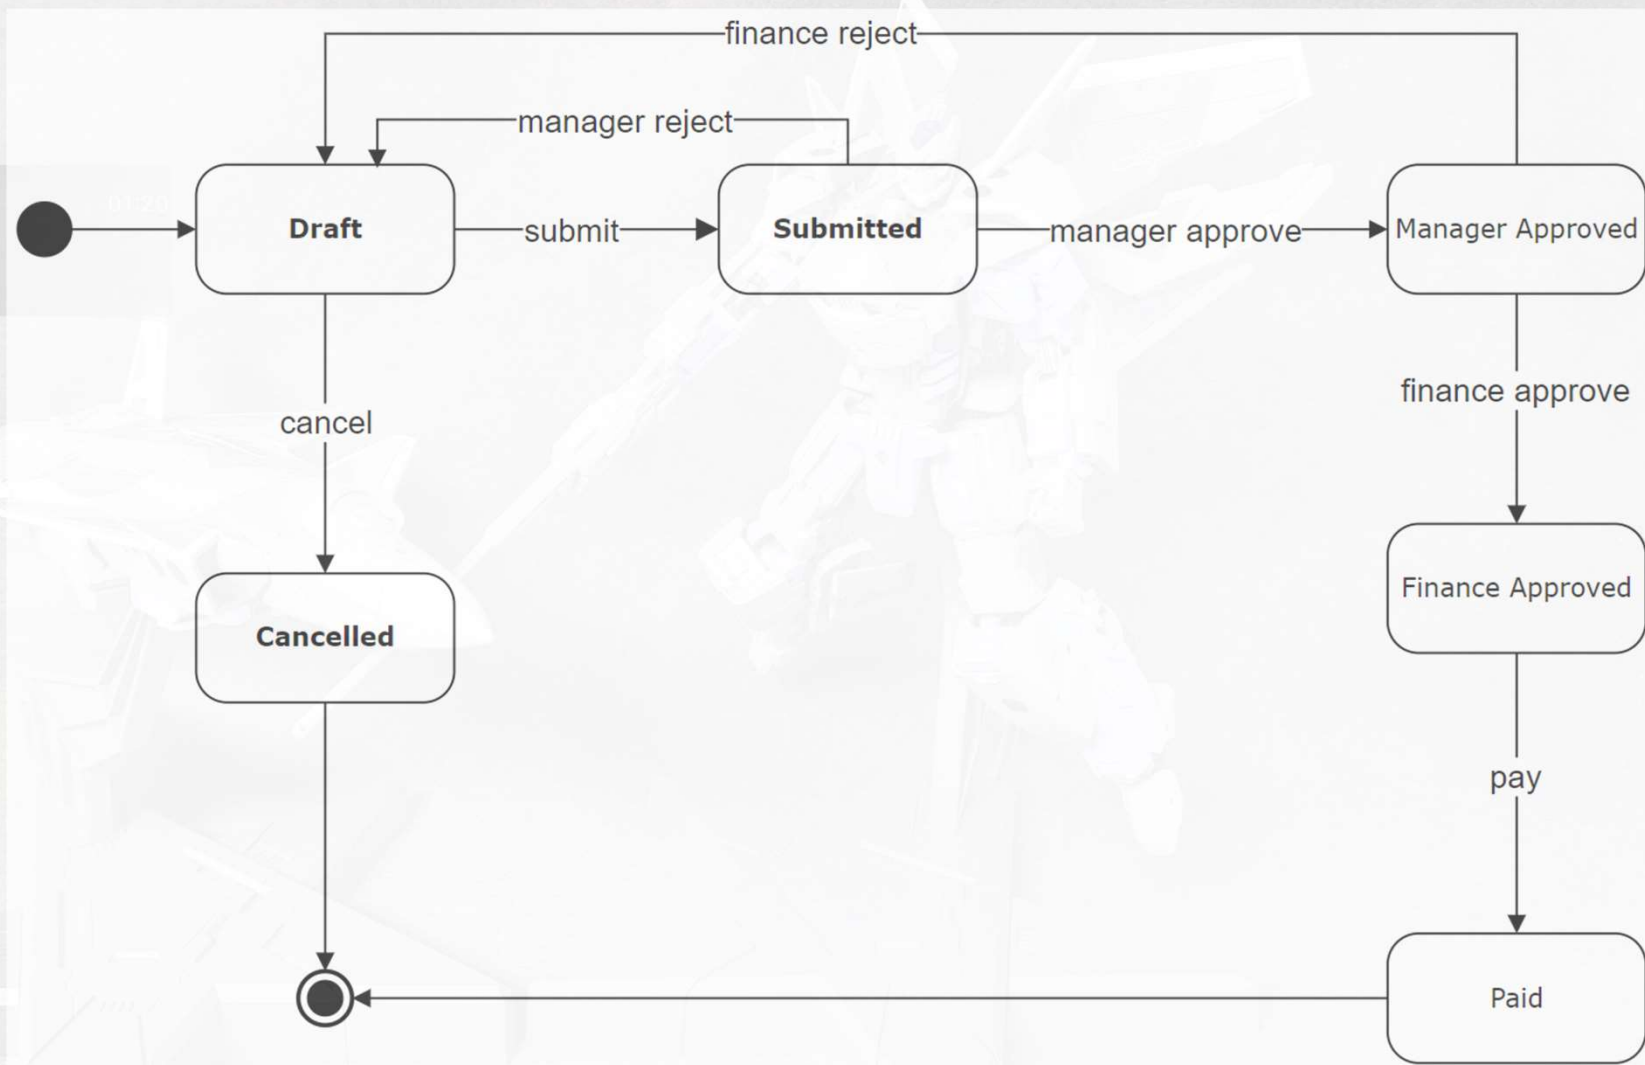 finance reject
manager reject
Draft
submit
Submitted
manager approve
Manager Approved
finance approve
cancel
Finance Approved
Cancelled
pay
Paid